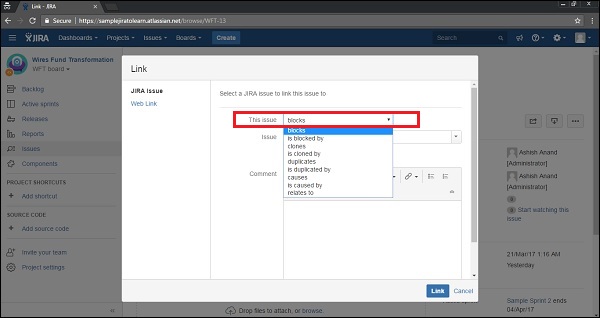 Link - JIRA
Secure https://samplejiratolearn.atlassian.net/browse/WFT-13
JIRA Dashboards Projects Issues Boards Create
Wires Fund Transformation
WFT board
Backlog
Active sprints
Releases
Reports
Issues
Components
PROJECT SHORTCUTS
Add shortcut
SOURCE CODE
Add source code
Invite your team
Project settings
Link
JIRA Issue
Web Link
Select a JIRA issue to link this issue to
This issue blocks
blocks
is blocked by
clones
is cloned by
duplicates
is duplicated by
causes
is caused by
relates to
Issue
Comment
Link Cancel
Export
Ashish Anand
[Administrator]
Ashish Anand
[Administrator]
Start watching this
issue
21/Mar/17 1:16 AM
Yesterday
Sample Sprint 2 ends
04/Apr/17
Drop files to attach, or browse.